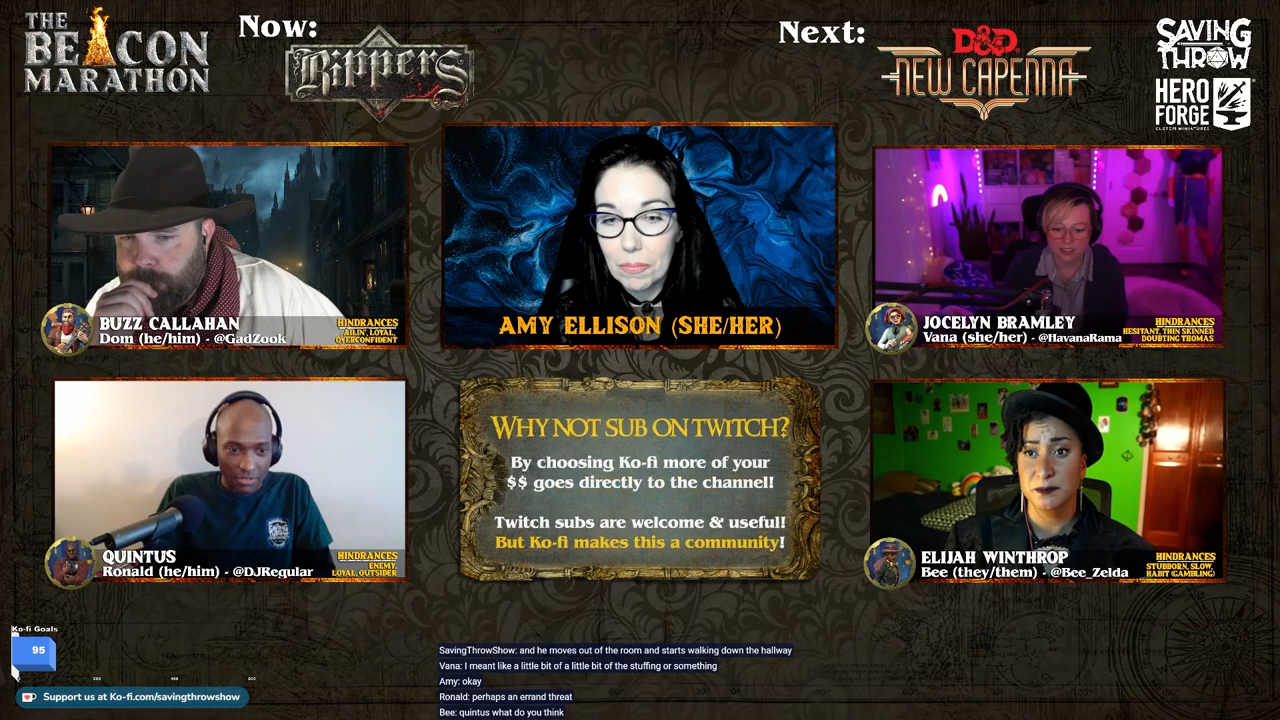 THE
BEACON
MARATHON
Now:
Rippers
Next:
D&D
NEW CAPENNA
SAVING
THROW
HERO
FORGE
CUSTOM MINIATURES
BUZZ CALLAHAN
Dom (he/him) - @GadZook
HINDRANCES
AILIN', LOYAL,
OVERCONFIDENT
AMY ELLISON (SHE/HER)
JOCELYN BRAMLEY
Vana (she/her) - @HavanaRama
HINDRANCES
HESITANT, THIN SKINNED
DOUBTING THOMAS
QUINTUS
Ronald (he/him) - @DJRegular
HINDRANCES
ENEMY,
LOYAL, OUTSIDER
WHY NOT SUB ON TWITCH?
By choosing Ko-fi more of your
$$ goes directly to the channel!
Twitch subs are welcome & useful!
But Ko-fi makes this a community!
ELIJAH WINTHROP
Bee (they/them) - @Bee_Zelda
HINDRANCES
STUBBORN, SLOW,
HABIT (GAMBLING)
Ko-fi Goals
95
200 400 600
Support us at Ko-fi.com/savingthrowshow
SavingThrowShow: and he moves out of the room and starts walking down the hallway
Vana: I meant like a little bit of a little bit of the stuffing or something
Amy: okay
Ronald: perhaps an errand threat
Bee: quintus what do you think